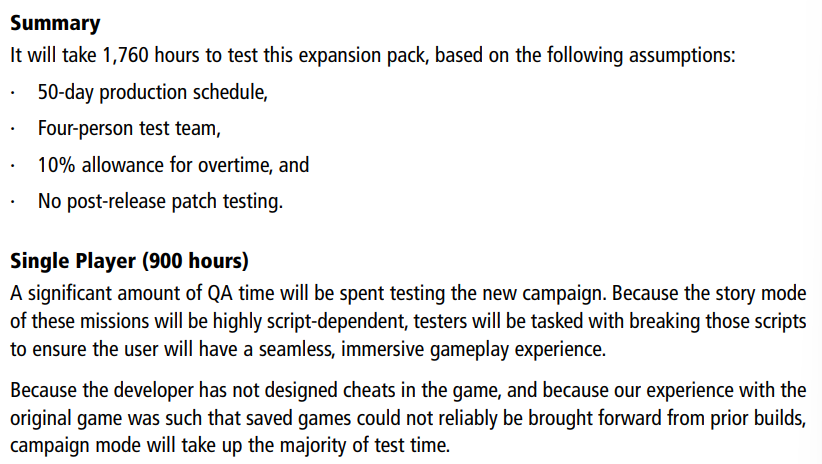 Summary
It will take 1,760 hours to test this expansion pack, based on the following assumptions:
· 50-day production schedule,
· Four-person test team,
· 10% allowance for overtime, and
· No post-release patch testing.
Single Player (900 hours)
A significant amount of QA time will be spent testing the new campaign. Because the story mode
of these missions will be highly script-dependent, testers will be tasked with breaking those scripts
to ensure the user will have a seamless, immersive gameplay experience.
Because the developer has not designed cheats in the game, and because our experience with the
original game was such that saved games could not reliably be brought forward from prior builds,
campaign mode will take up the majority of test time.